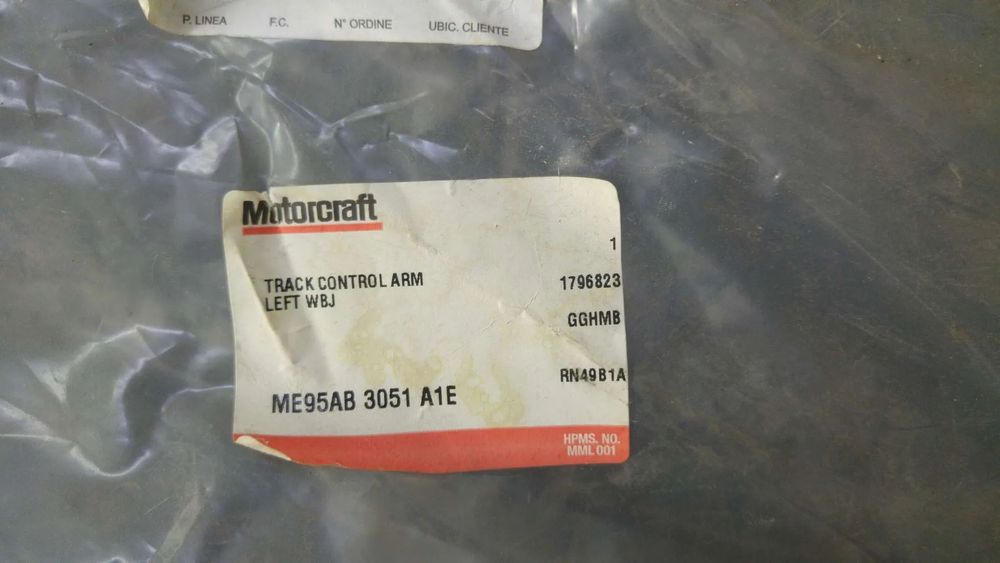 P. LINEA F.C. N° ORDINE UBIC. CLIENTE
Motorcraft
1
TRACK CONTROL ARM 1796823
LEFT WBJ
GGHMB
RN49B1A
ME95AB 3051 A1E
HPMS. NO.
MML 001